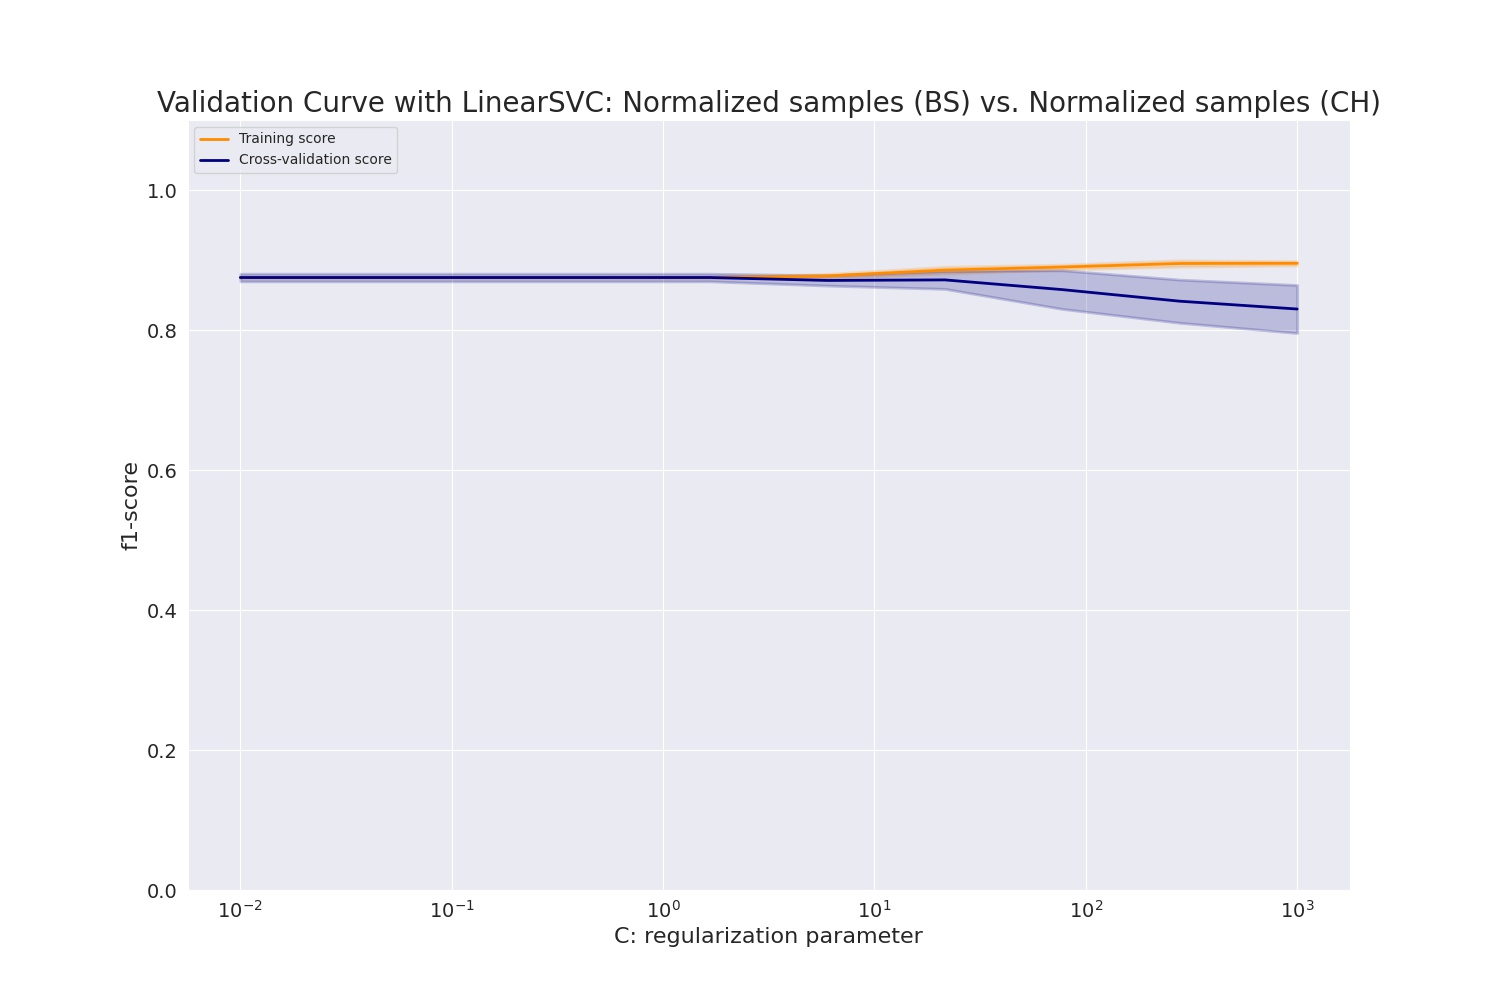 Validation Curve with LinearSVC: Normalized samples (BS) vs. Normalized samples (CH)
Training score
Cross-validation score
1.0
0.8
0.6
0.4
0.2
0.0
f1-score
10⁻² 10⁻¹ 10⁰ 10¹ 10² 10³
C: regularization parameter